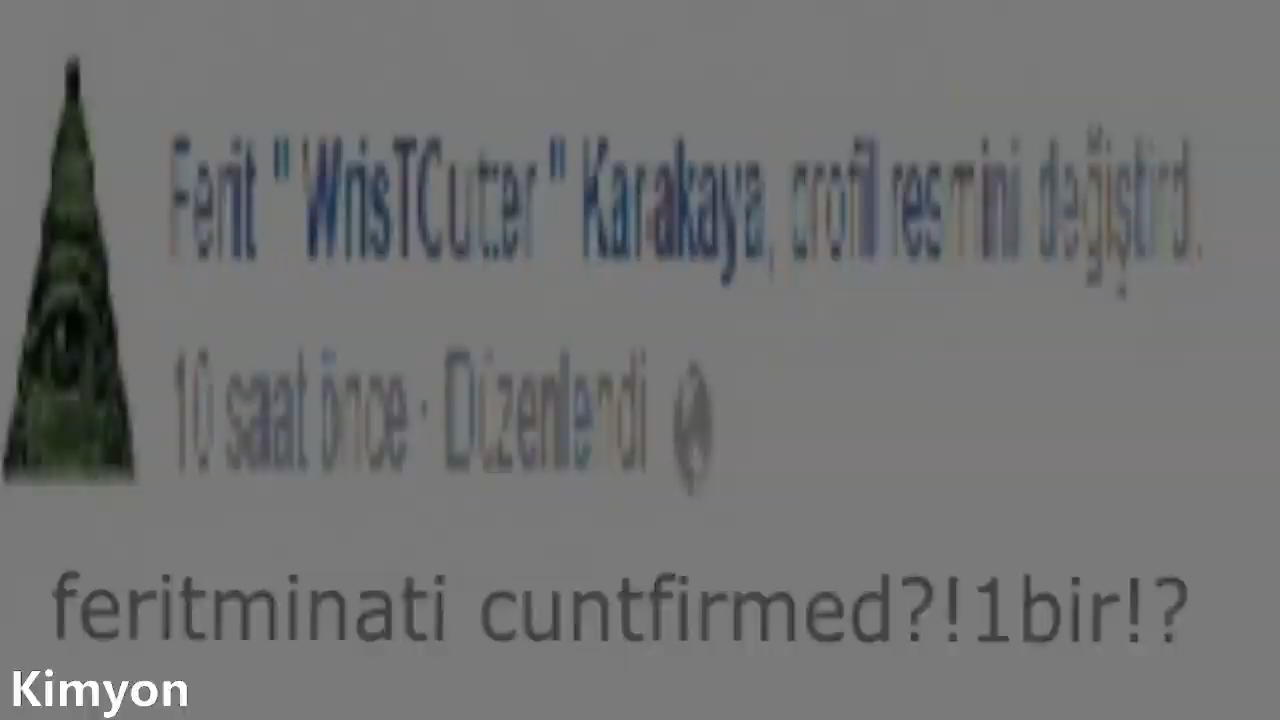 Ferit " WrisTCutter " Karakaya, profil resmini değiştirdi.
10 saat önce · Düzenlendi
feritminati cuntfirmed?!1bir!?
Kimyon